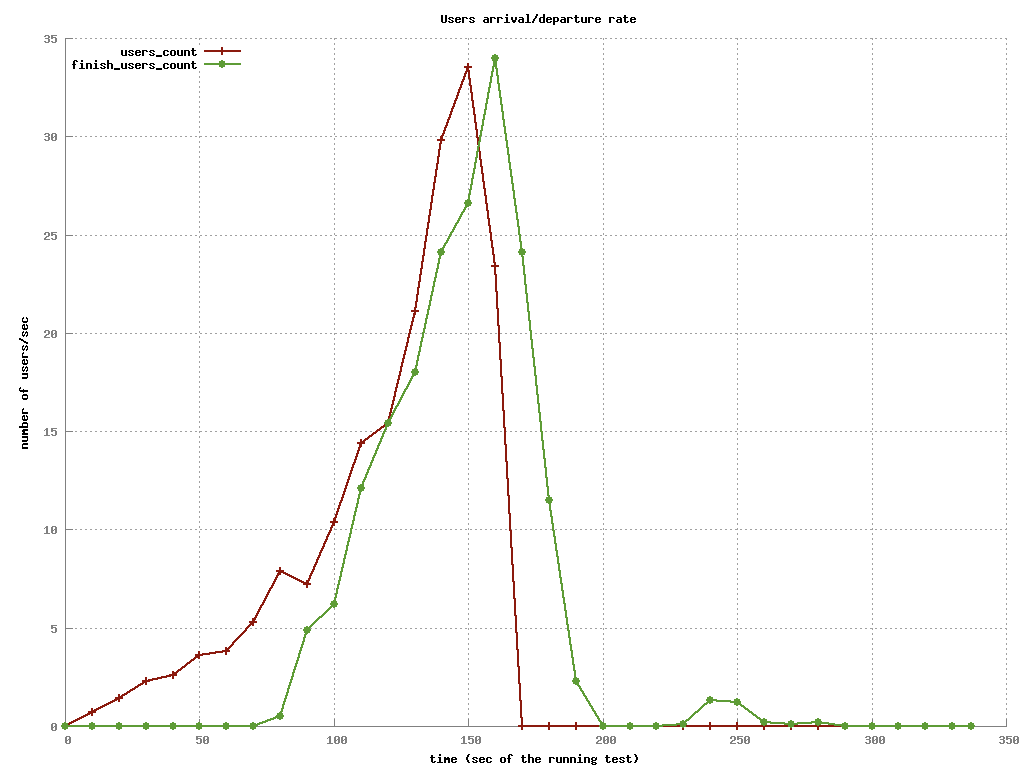 Users arrival/departure rate
users_count
finish_users_count
35
30
25
20
15
10
5
0
number of users/sec
0 50 100 150 200 250 300 350
time (sec of the running test)